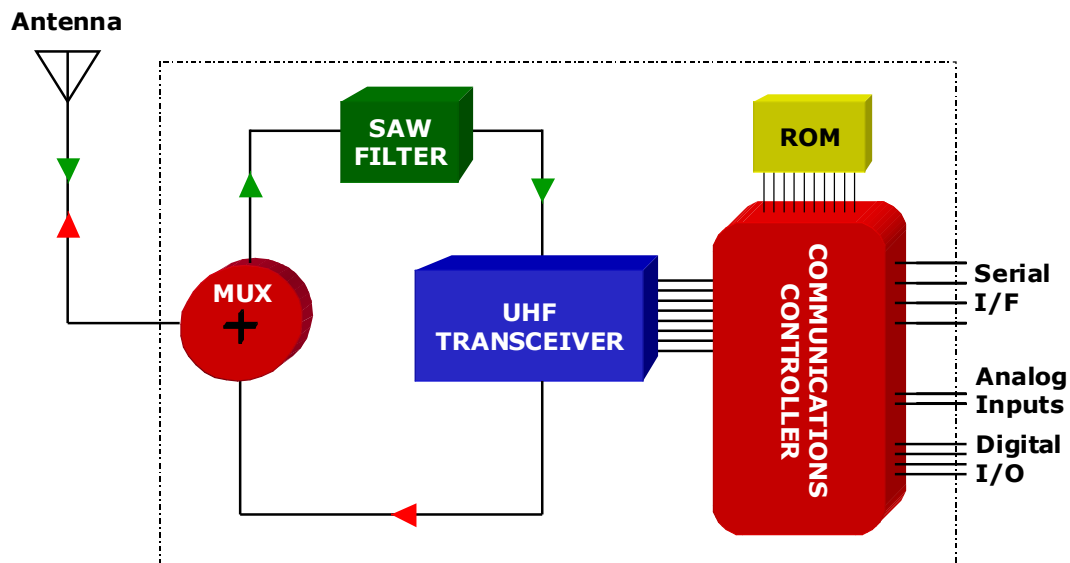 Antenna
SAW
FILTER
ROM
MUX
+
UHF
TRANSCEIVER
COMMUNICATIONS
CONTROLLER
Serial
I/F
Analog
Inputs
Digital
I/O